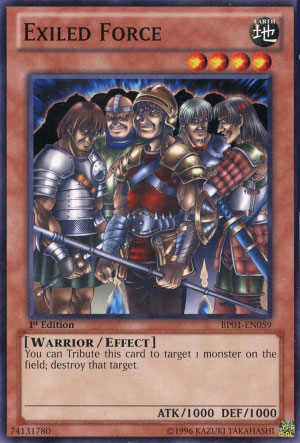 EXILED FORCE
EARTH
地
1st Edition
BP01-EN059
[WARRIOR / EFFECT]
You can Tribute this card to target 1 monster on the
field; destroy that target.
ATK/1000 DEF/1000
74131780
©1996 KAZUKI TAKAHASHI